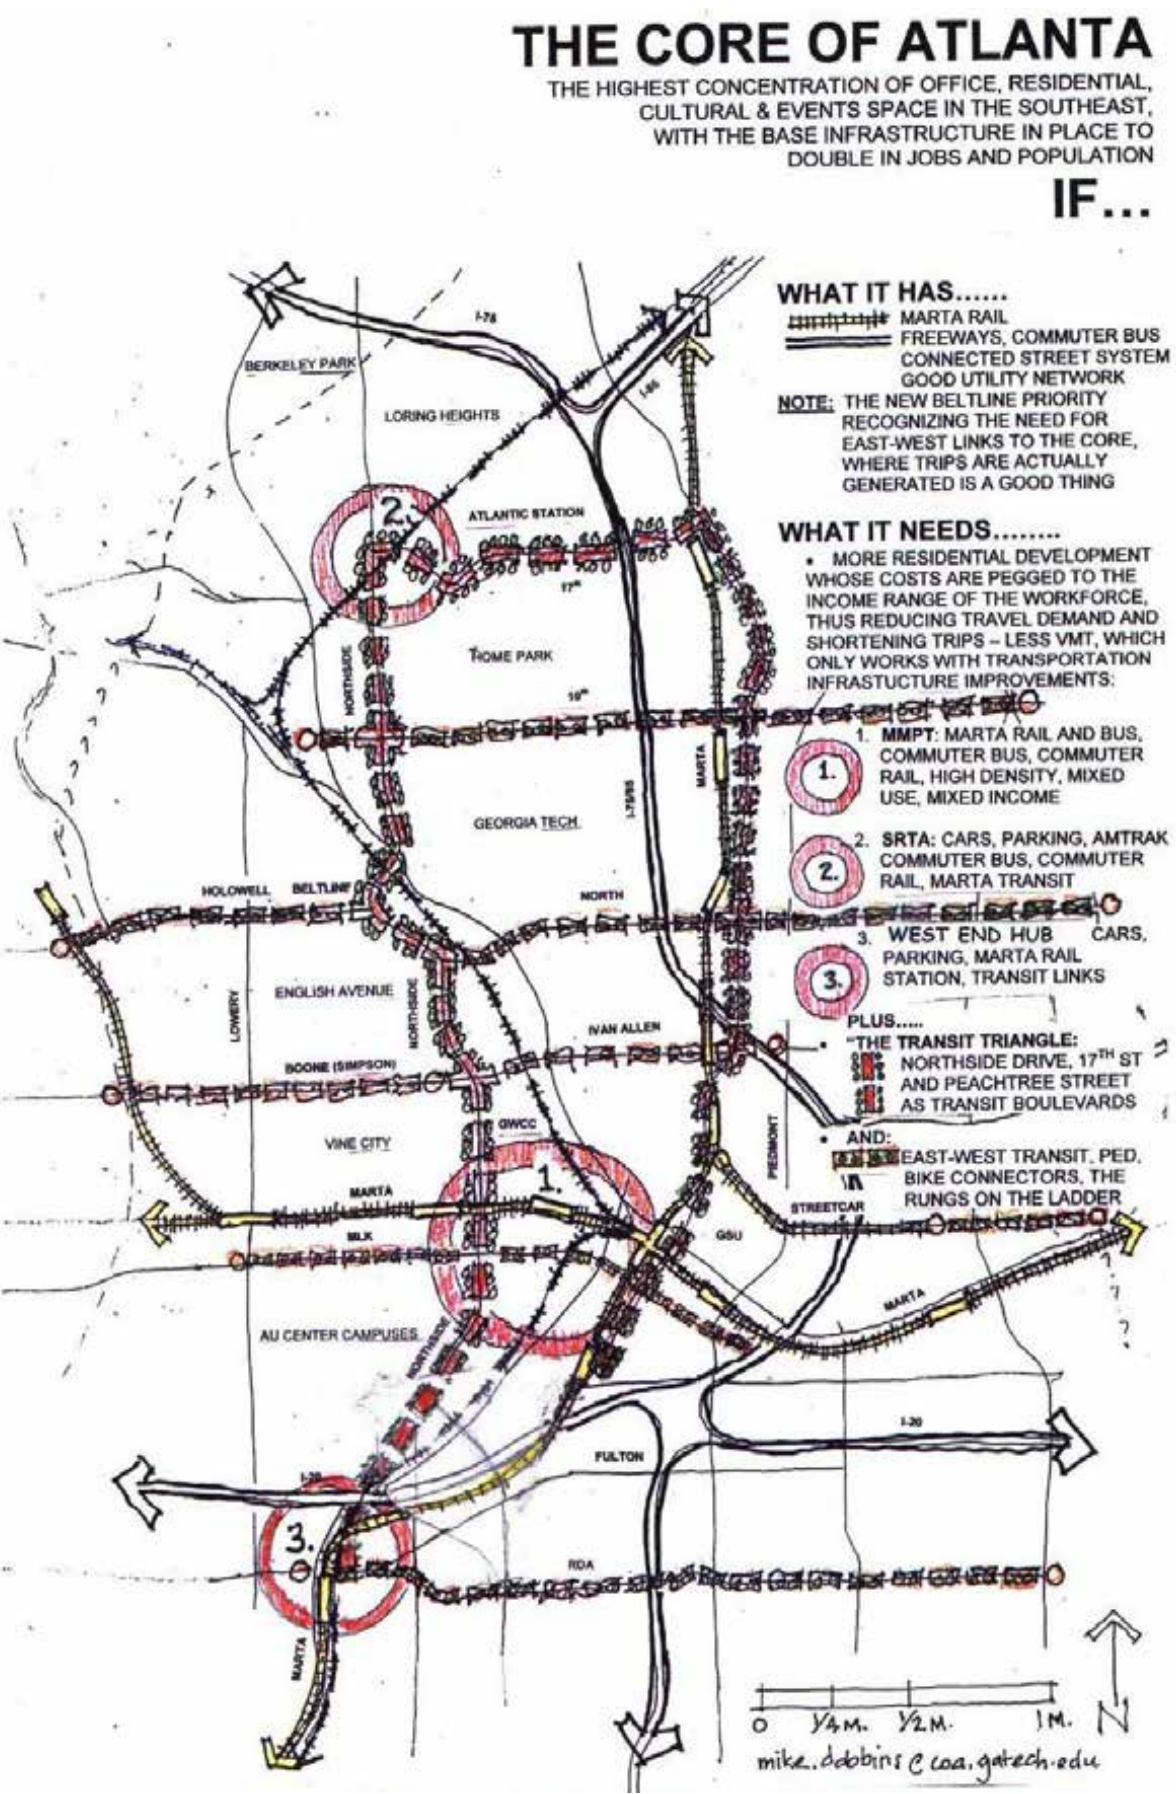 THE CORE OF ATLANTA
THE HIGHEST CONCENTRATION OF OFFICE, RESIDENTIAL,
CULTURAL & EVENTS SPACE IN THE SOUTHEAST,
WITH THE BASE INFRASTRUCTURE IN PLACE TO
DOUBLE IN JOBS AND POPULATION
IF...
WHAT IT HAS......
MARTA RAIL
FREEWAYS, COMMUTER BUS
CONNECTED STREET SYSTEM
GOOD UTILITY NETWORK
NOTE: THE NEW BELTLINE PRIORITY
RECOGNIZING THE NEED FOR
EAST-WEST LINKS TO THE CORE,
WHERE TRIPS ARE ACTUALLY
GENERATED IS A GOOD THING
WHAT IT NEEDS........
• MORE RESIDENTIAL DEVELOPMENT
WHOSE COSTS ARE PEGGED TO THE
INCOME RANGE OF THE WORKFORCE,
THUS REDUCING TRAVEL DEMAND AND
SHORTENING TRIPS – LESS VMT, WHICH
ONLY WORKS WITH TRANSPORTATION
INFRASTUCTURE IMPROVEMENTS:
1.
1. MMPT: MARTA RAIL AND BUS,
COMMUTER BUS, COMMUTER
RAIL, HIGH DENSITY, MIXED
USE, MIXED INCOME
2.
2. SRTA: CARS, PARKING, AMTRAK
COMMUTER BUS, COMMUTER
RAIL, MARTA TRANSIT
3.
3. WEST END HUB CARS,
PARKING, MARTA RAIL
STATION, TRANSIT LINKS
PLUS.....
• "THE TRANSIT TRIANGLE:
NORTHSIDE DRIVE, 17TH ST
AND PEACHTREE STREET
AS TRANSIT BOULEVARDS
• AND:
EAST-WEST TRANSIT, PED,
BIKE CONNECTORS, THE
RUNGS ON THE LADDER
I-75
BERKELEY PARK
I-85
LORING HEIGHTS
2.
ATLANTIC STATION
17th
HOME PARK
NORTHSIDE
10th
MARTA
I-75/85
GEORGIA TECH
HOLOWELL
BELTLINE
NORTH
ENGLISH AVENUE
LOWERY
NORTHSIDE
IVAN ALLEN
BOONE (SIMPSON)
GWCC
VINE CITY
PIEDMONT
1.
MARTA
STREETCAR
MLK
GSU
MARTA
AU CENTER CAMPUSES
NORTHSIDE
I-20
FULTON
I-20
3.
RDA
MARTA
0 1/4 M. 1/2 M. 1 M.
N
mike.dobbins@coa.gatech.edu